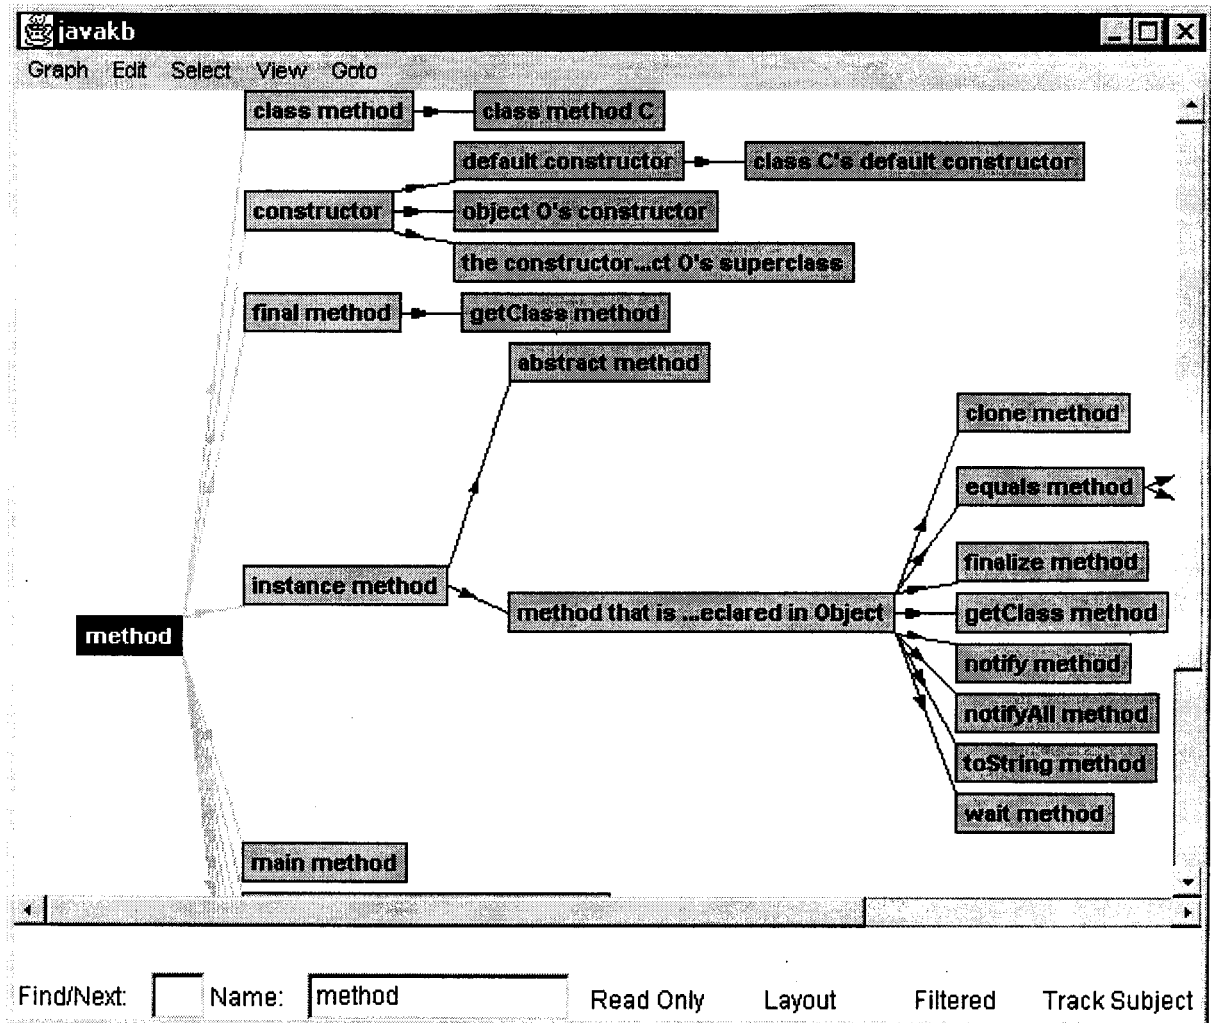 javakb
Graph Edit Select View Goto
class method
class method C
default constructor
class C's default constructor
constructor
object O's constructor
the constructor...ct O's superclass
final method
getClass method
abstract method
clone method
equals method
finalize method
instance method
method that is ...eclared in Object
getClass method
method
notify method
notifyAll method
toString method
wait method
main method
Find/Next: Name: method Read Only Layout Filtered Track Subject